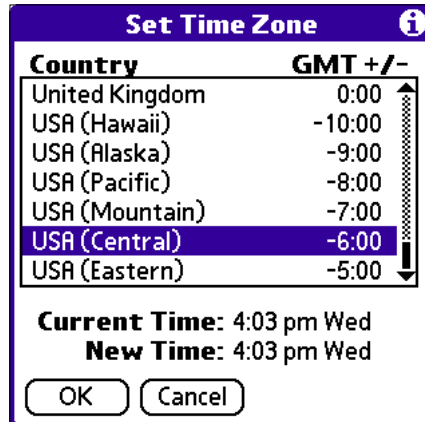 Set Time Zone i
Country GMT +/-
United Kingdom 0:00
USA (Hawaii) -10:00
USA (Alaska) -9:00
USA (Pacific) -8:00
USA (Mountain) -7:00
USA (Central) -6:00
USA (Eastern) -5:00
Current Time: 4:03 pm Wed
New Time: 4:03 pm Wed
OK Cancel